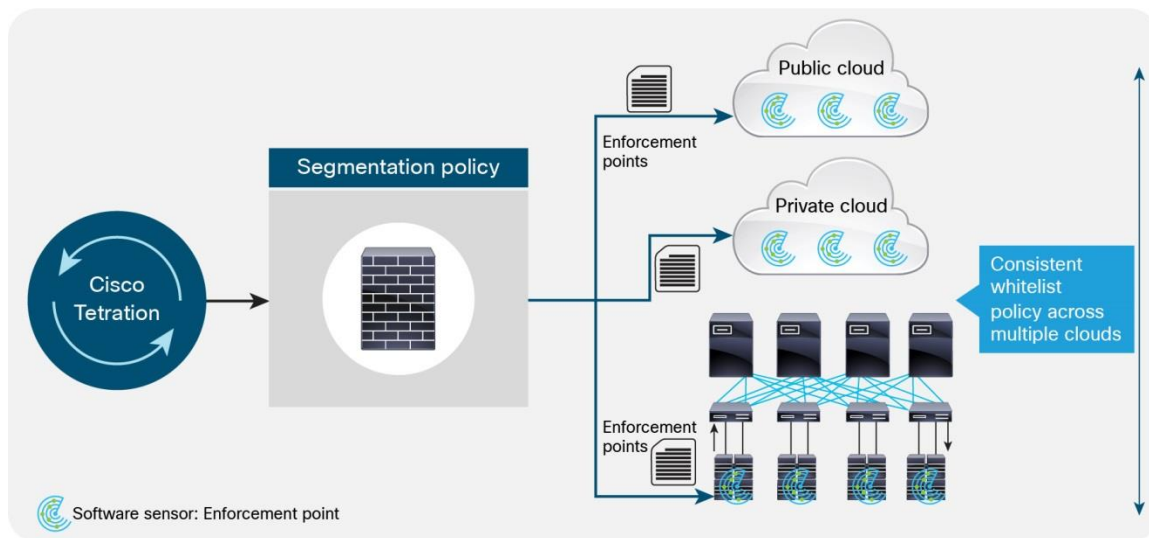 Public cloud
Enforcement
points
Segmentation policy
Private cloud
Cisco
Tetration
Consistent
whitelist
policy across
multiple clouds
Enforcement
points
Software sensor: Enforcement point